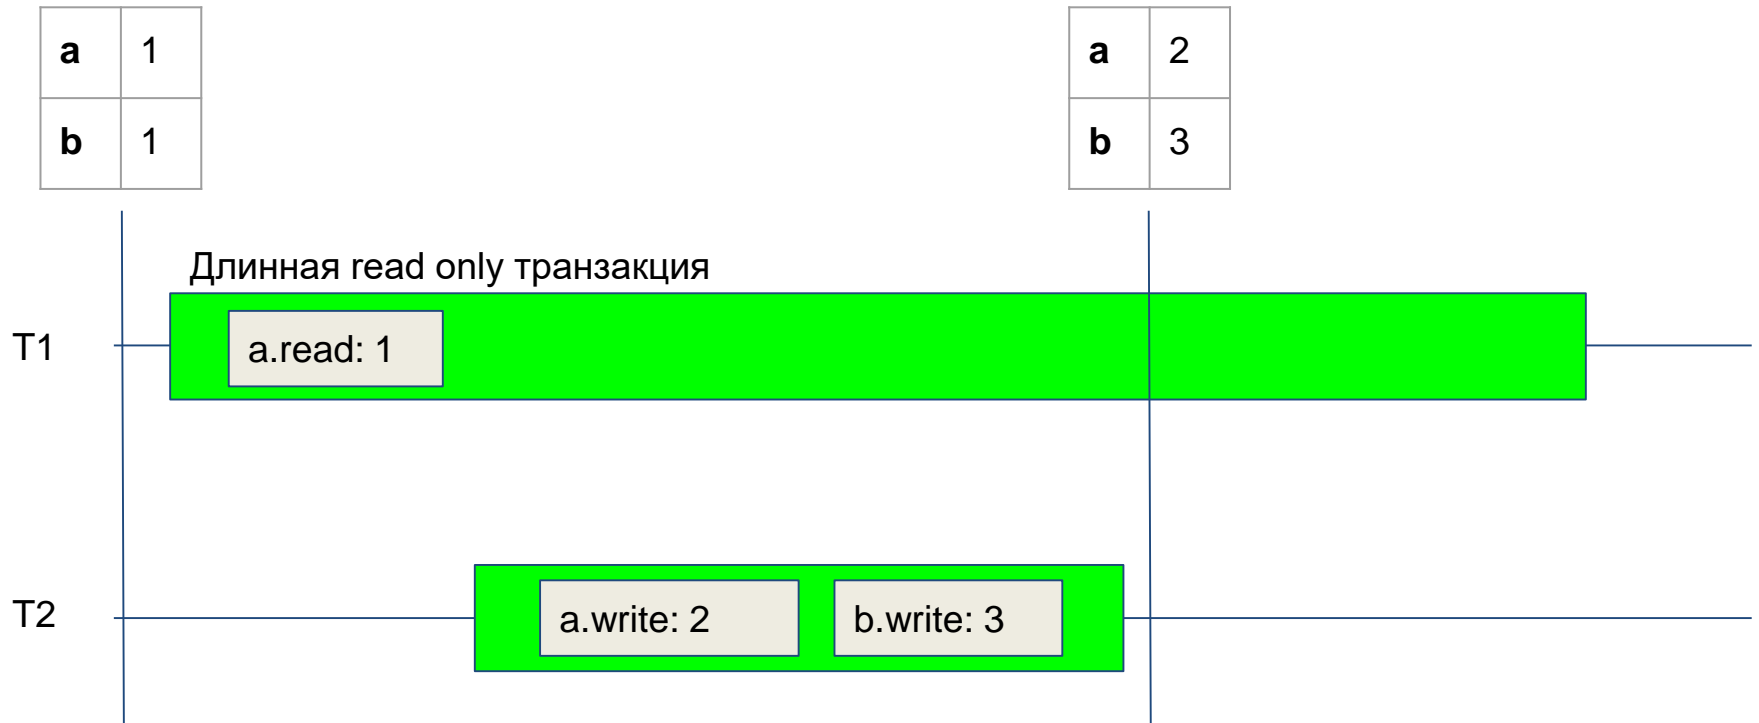 a 1
b 1
a 2
b 3
Длинная read only транзакция
T1
a.read: 1
T2
a.write: 2
b.write: 3